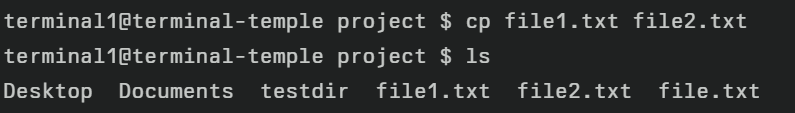 terminal1@terminal-temple project $ cp file1.txt file2.txt
terminal1@terminal-temple project $ ls
Desktop  Documents  testdir  file1.txt  file2.txt  file.txt